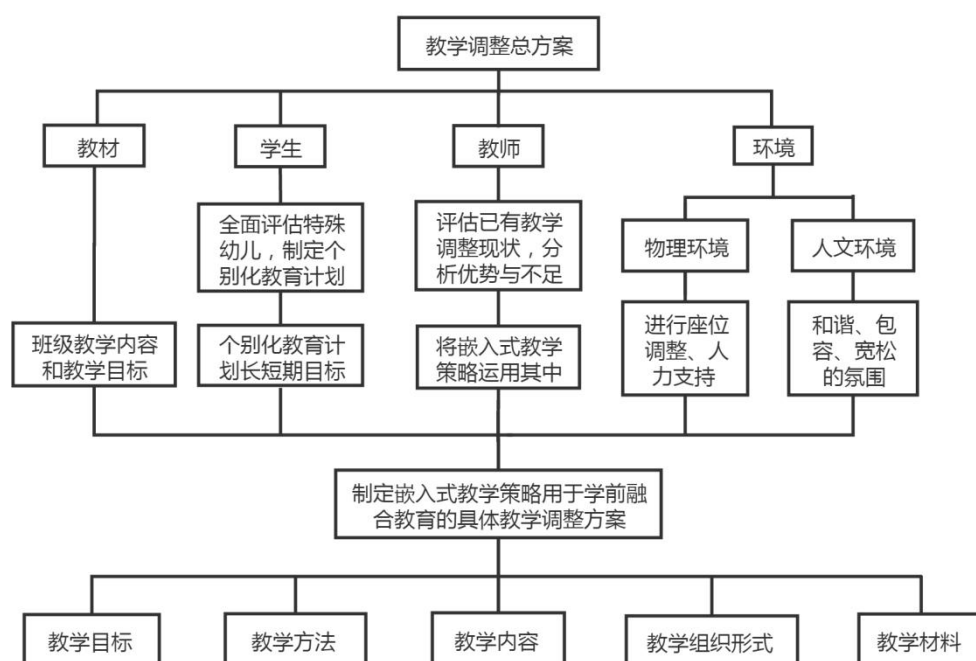 教学调整总方案
教材
学生
教师
环境
全面评估特殊
幼儿，制定个
别化教育计划
评估已有教学
调整现状，分
析优势与不足
物理环境
人文环境
班级教学内容
和教学目标
个别化教育计
划长短期目标
将嵌入式教学
策略运用其中
进行座位
调整、人
力支持
和谐、包
容、宽松
的氛围
制定嵌入式教学策略用于学前融
合教育的具体教学调整方案
教学目标
教学方法
教学内容
教学组织形式
教学材料